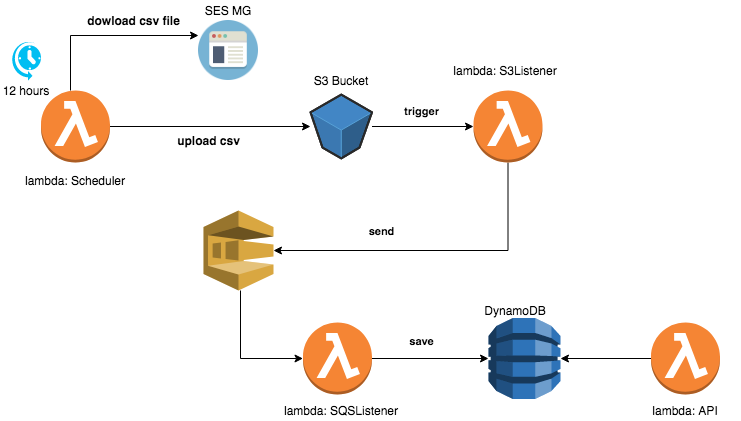 SES MG
dowload csv file
12 hours
lambda: Scheduler
upload csv
S3 Bucket
trigger
lambda: S3Listener
send
lambda: SQSListener
save
DynamoDB
lambda: API